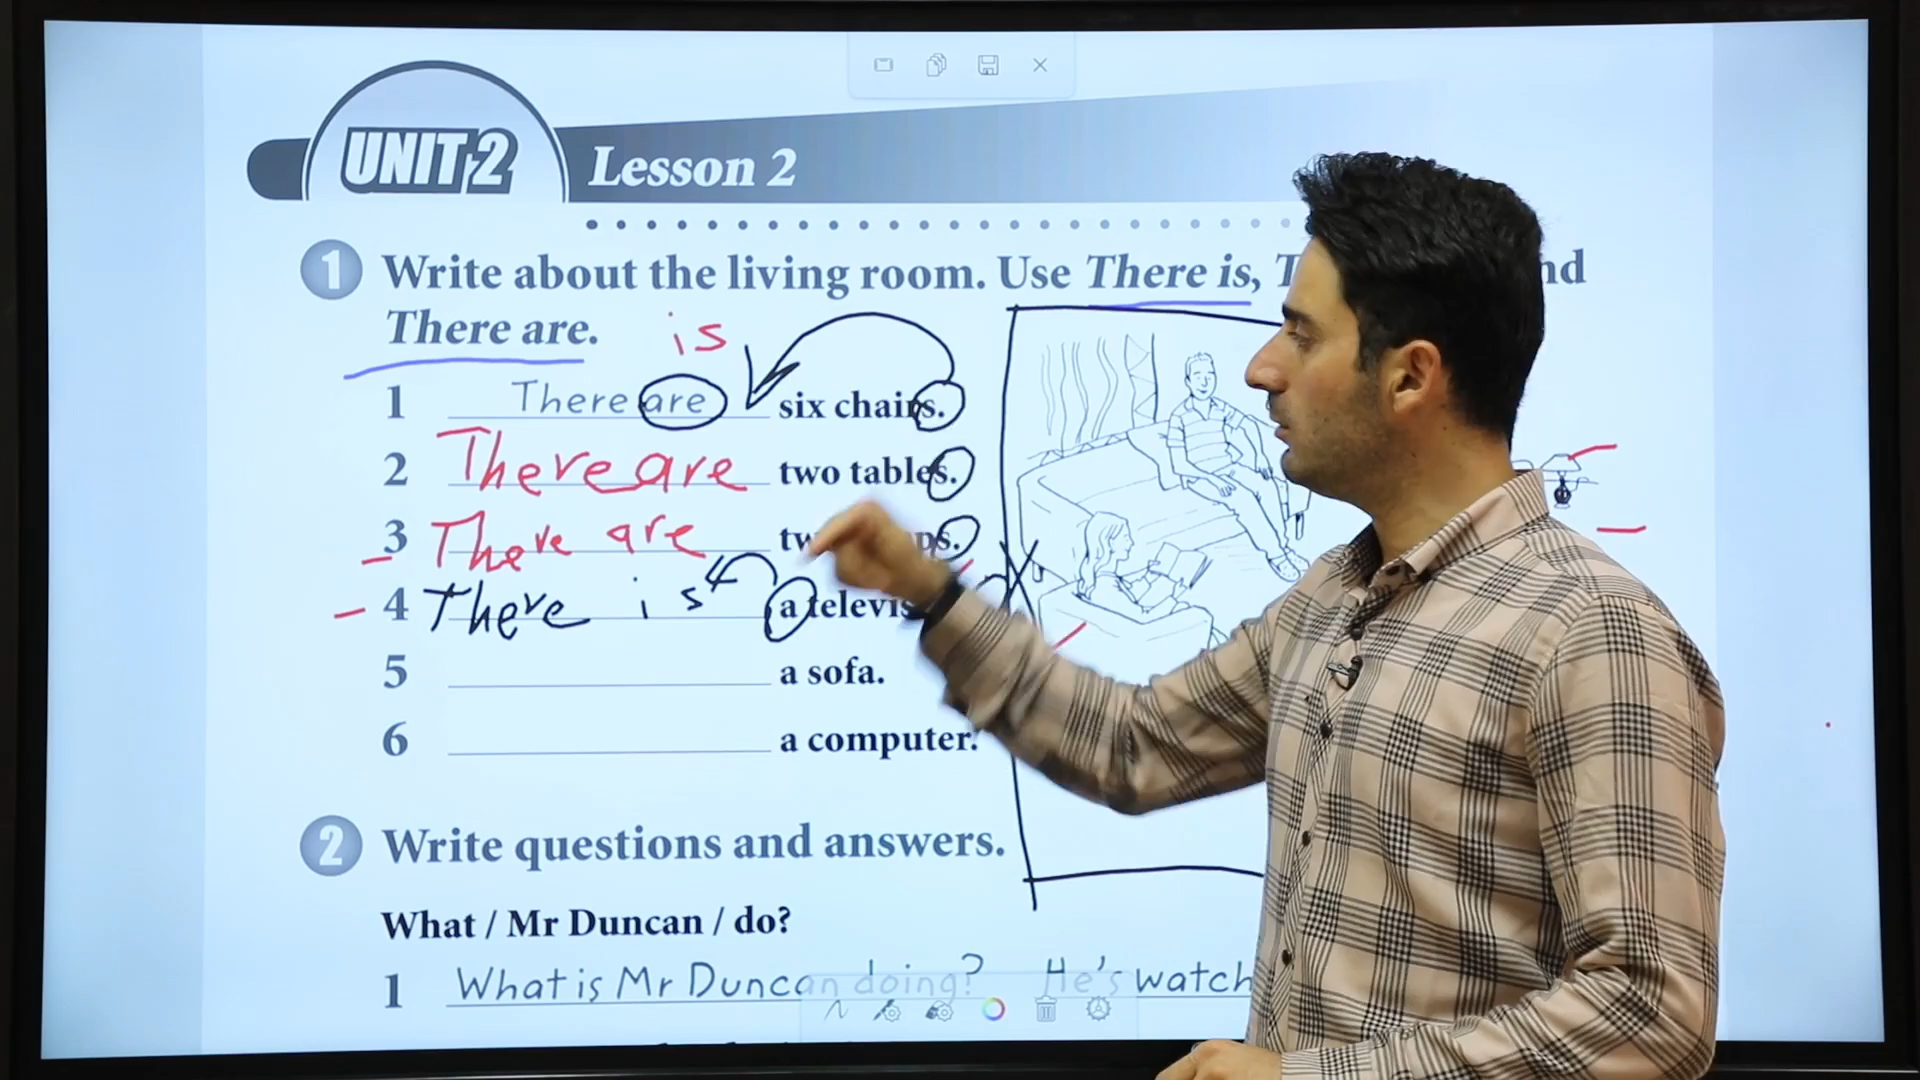 UNIT 2
Lesson 2
1 Write about the living room. Use There is, nd
There are.
is
1 There are six chairs.
2 There are two tables.
3 There are
4 There is a televis
5 a sofa.
6 a computer.
2 Write questions and answers.
What / Mr Duncan / do?
1 What is Mr Duncan doing? He's watch